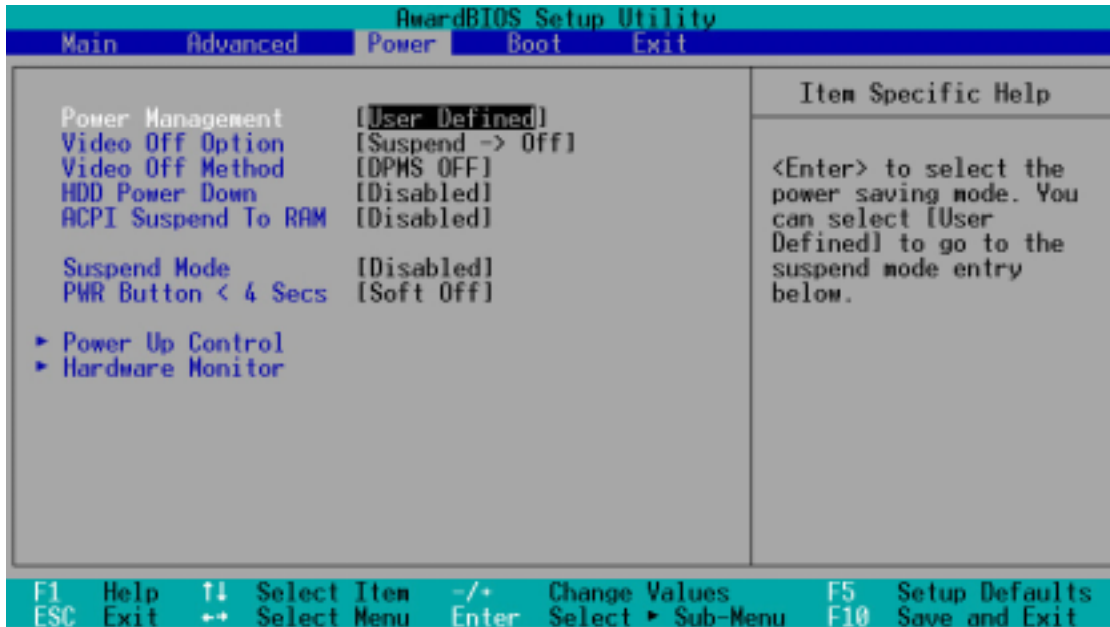 AwardBIOS Setup Utility
Main Advanced Power Boot Exit
Power Management [User Defined]
Video Off Option [Suspend -> Off]
Video Off Method [DPMS OFF]
HDD Power Down [Disabled]
ACPI Suspend To RAM [Disabled]
Suspend Mode [Disabled]
PWR Button < 4 Secs [Soft Off]
► Power Up Control
► Hardware Monitor
Item Specific Help
<Enter> to select the
power saving mode. You
can select [User
Defined] to go to the
suspend mode entry
below.
F1 Help ↑↓ Select Item -/+ Change Values F5 Setup Defaults
ESC Exit ←→ Select Menu Enter Select ► Sub-Menu F10 Save and Exit